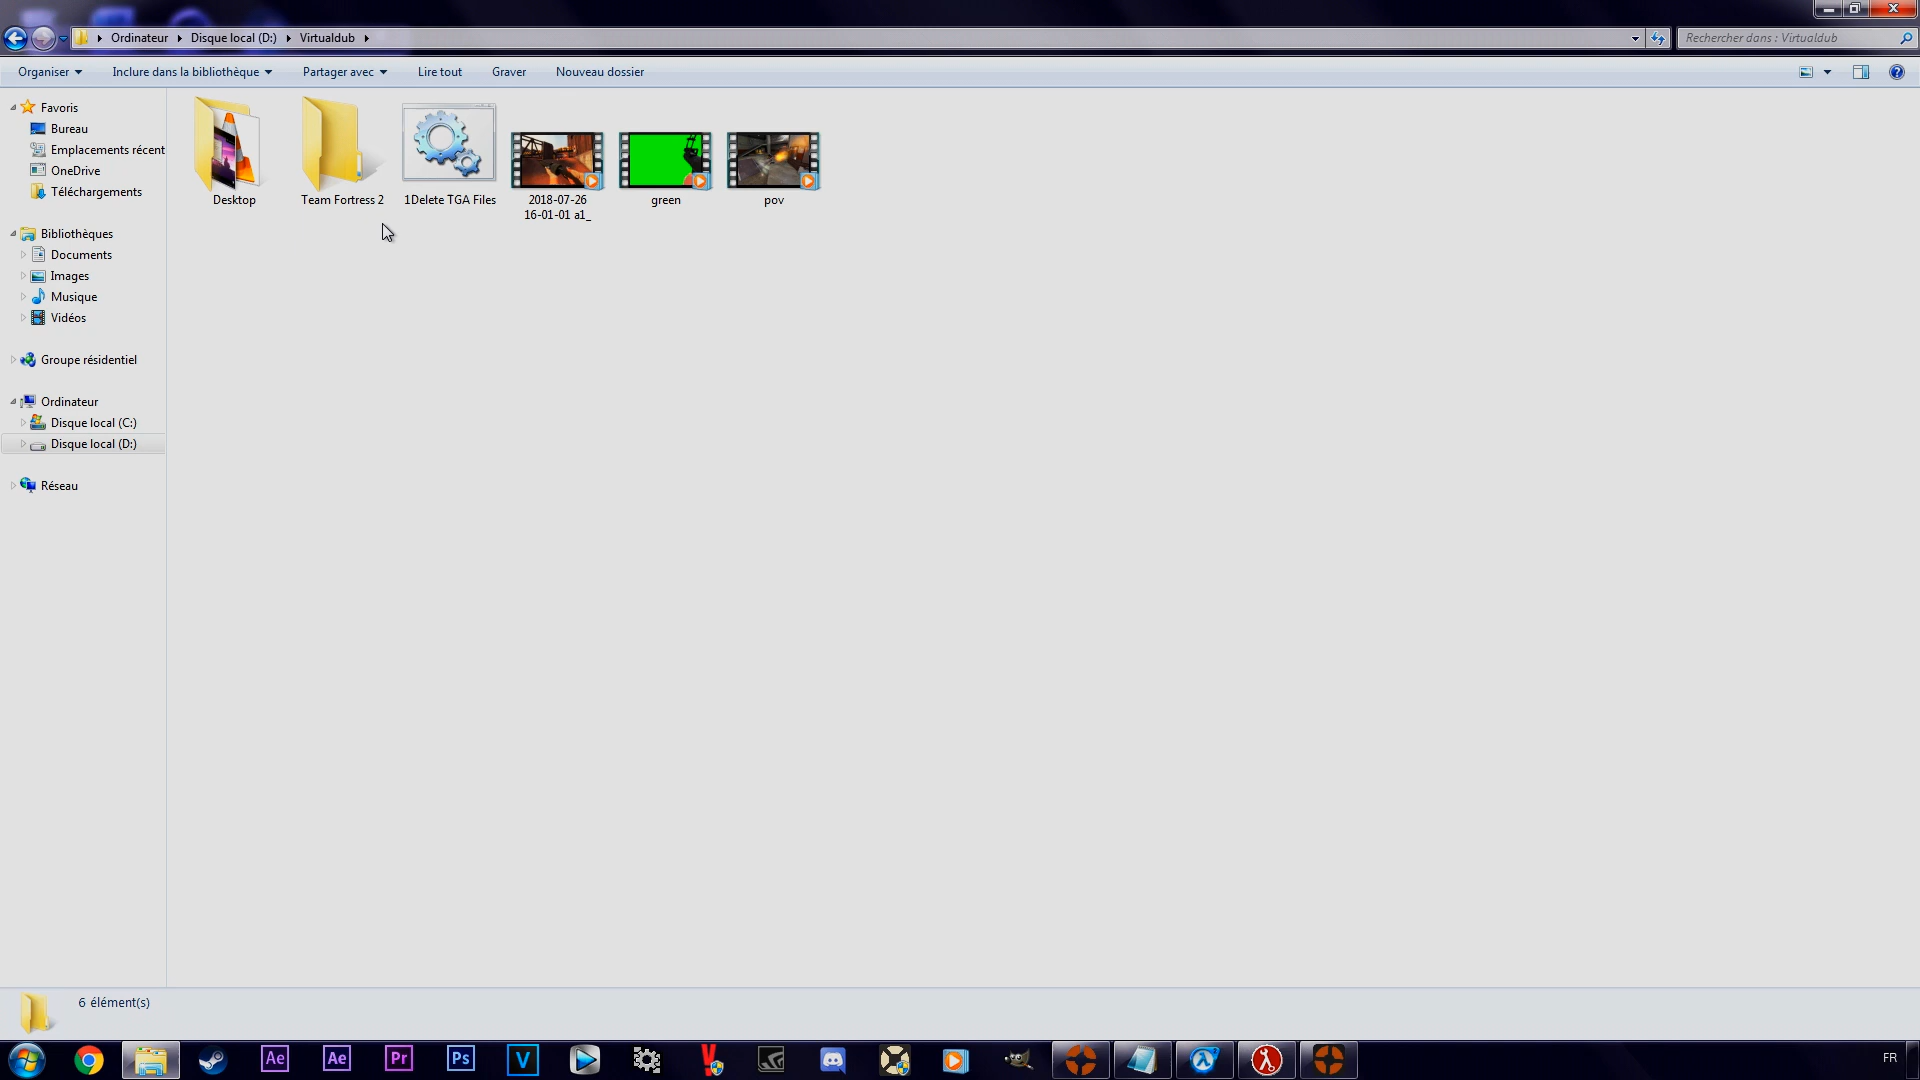 Ordinateur Disque local (D:) Virtualdub
Rechercher dans : Virtualdub
Organiser Inclure dans la bibliothèque Partager avec Lire tout Graver Nouveau dossier
Favoris
Bureau
Emplacements récent
OneDrive
Téléchargements
Bibliothèques
Documents
Images
Musique
Vidéos
Groupe résidentiel
Ordinateur
Disque local (C:)
Disque local (D:)
Réseau
Desktop
Team Fortress 2
1Delete TGA Files
2018-07-26
16-01-01 a1_
green
pov
6 élément(s)
Ae Ae Pr Ps V
FR